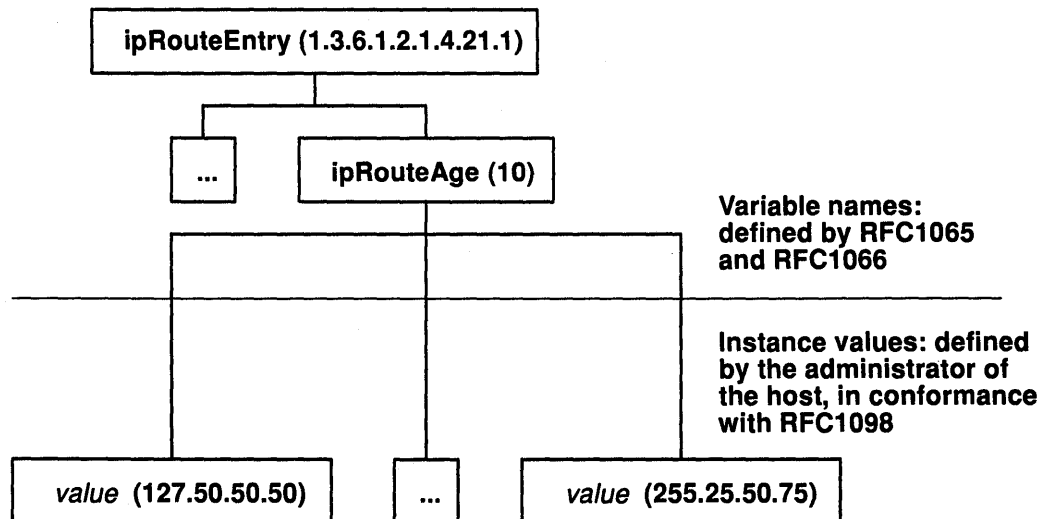 ipRouteEntry (1.3.6.1.2.1.4.21.1)
...
ipRouteAge (10)
Variable names:
defined by RFC1065
and RFC1066
Instance values: defined
by the administrator of
the host, in conformance
with RFC1098
value (127.50.50.50)
...
value (255.25.50.75)